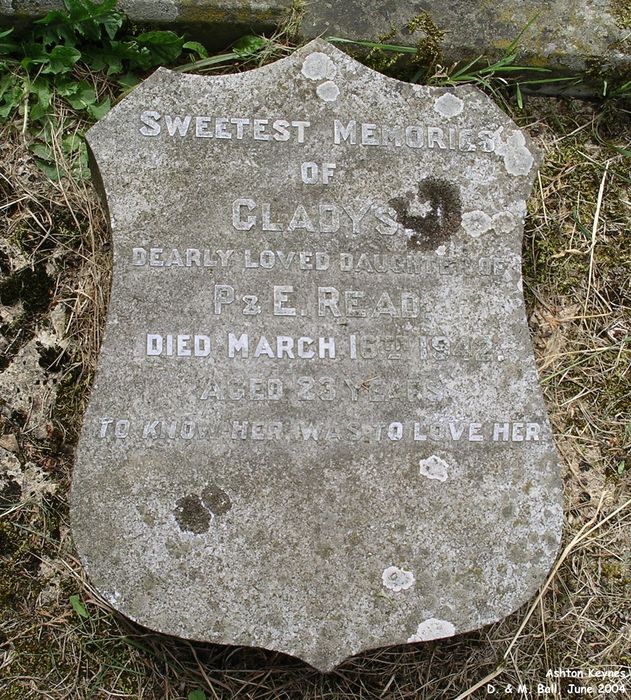 SWEETEST MEMORIES
OF
GLADYS
DEARLY LOVED DAUGHTER OF
P & E. READ
DIED MARCH 16TH 1942.
AGED 23 YEARS
TO KNOW HER WAS TO LOVE HER.
Ashton Keynes
D. & M. Ball June 2004